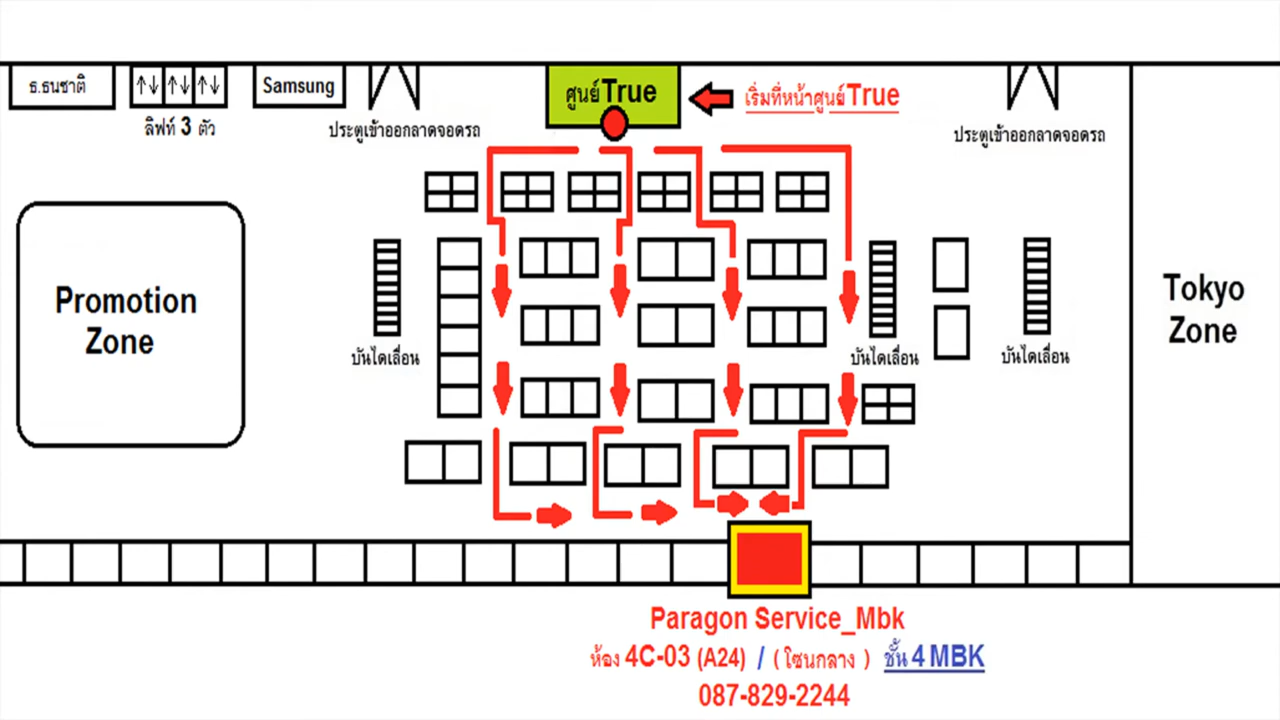 ธ.ธนชาติ
ลิฟท์ 3 ตัว
Samsung
ประตูเข้าออกลาดจอดรถ
ศูนย์True
เริ่มที่หน้าศูนย์True
ประตูเข้าออกลาดจอดรถ
Promotion
Zone
บันไดเลื่อน
บันไดเลื่อน
บันไดเลื่อน
Tokyo
Zone
Paragon Service_Mbk
ห้อง 4C-03 (A24) / ( โซนกลาง ) ชั้น 4 MBK
087-829-2244